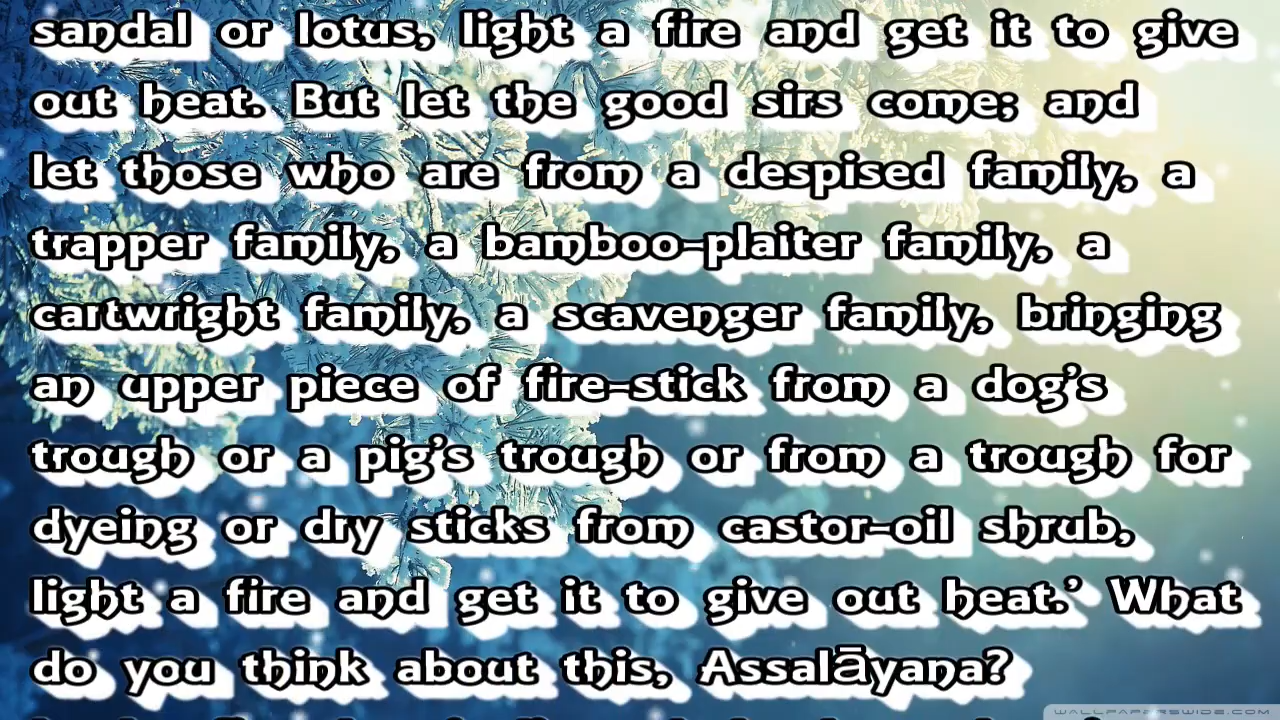 sandal or lotus, light a fire and get it to give
out heat. But let the good sirs come; and
let those who are from a despised family, a
trapper family, a bamboo-plaiter family, a
cartwright family, a scavenger family, bringing
an upper piece of fire-stick from a dog's
trough or a pig's trough or from a trough for
dyeing or dry sticks from castor-oil shrub,
light a fire and get it to give out heat.' What
do you think about this, Assalāyana?
WALLPAPERSWIDE.COM